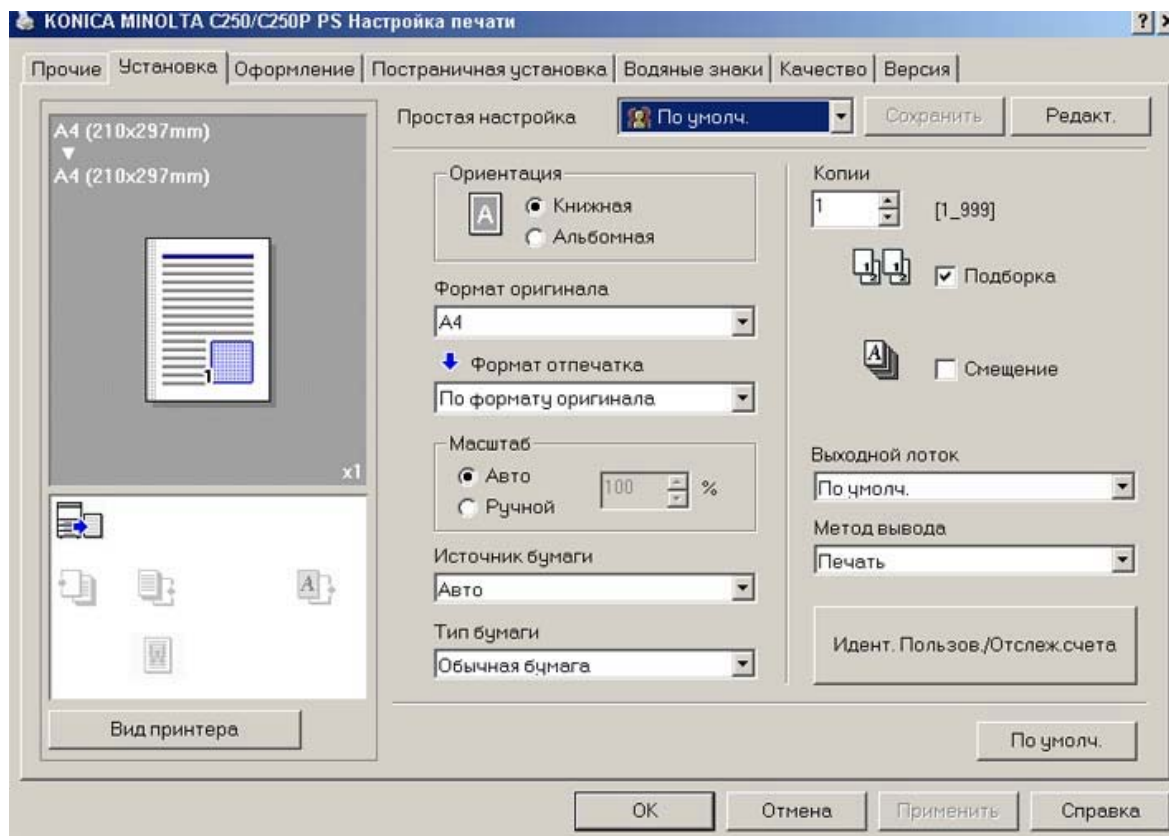 KONICA MINOLTA C250/C250P PS Настройка печати
Прочие Установка Оформление Постраничная установка Водяные знаки Качество Версия
A4 (210x297mm)
A4 (210x297mm)
1
x1
Вид принтера
Простая настройка По умолч. Сохранить Редакт.
Ориентация
A Книжная
Альбомная
Формат оригинала
A4
Формат отпечатка
По формату оригинала
Масштаб
Авто 100 %
Ручной
Источник бумаги
Авто
Тип бумаги
Обычная бумага
Копии
1 [1_999]
Подборка
Смещение
Выходной лоток
По умолч.
Метод вывода
Печать
Идент. Пользов./Отслеж.счета
По умолч.
OK Отмена Применить Справка